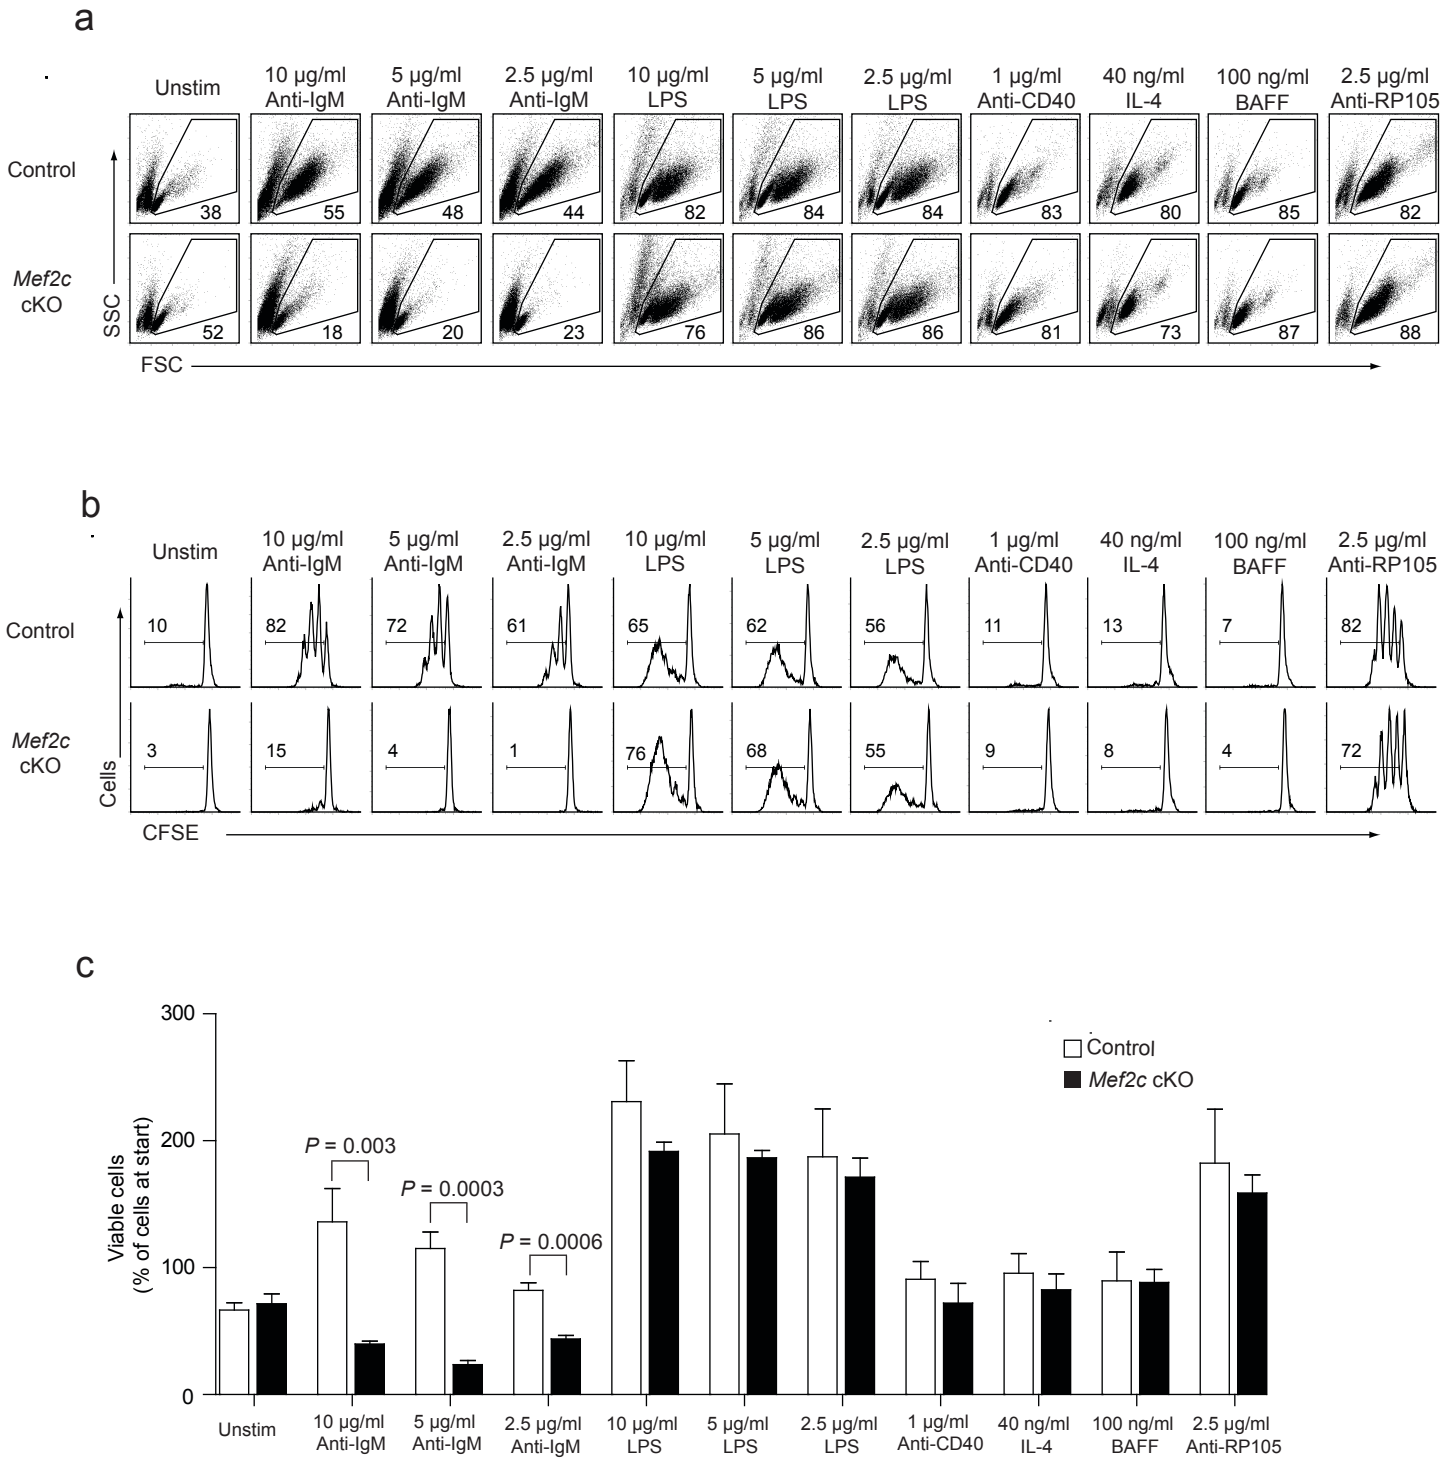 a
Unstim
10 µg/ml
Anti-IgM
5 µg/ml
Anti-IgM
2.5 µg/ml
Anti-IgM
10 µg/ml
LPS
5 µg/ml
LPS
2.5 µg/ml
LPS
1 µg/ml
Anti-CD40
40 ng/ml
IL-4
100 ng/ml
BAFF
2.5 µg/ml
Anti-RP105
Control
38
55
48
44
82
84
84
83
80
85
82
Mef2c
cKO
52
18
20
23
76
86
86
81
73
87
88
SSC
FSC
b
Unstim
10 µg/ml
Anti-IgM
5 µg/ml
Anti-IgM
2.5 µg/ml
Anti-IgM
10 µg/ml
LPS
5 µg/ml
LPS
2.5 µg/ml
LPS
1 µg/ml
Anti-CD40
40 ng/ml
IL-4
100 ng/ml
BAFF
2.5 µg/ml
Anti-RP105
Control
10
82
72
61
65
62
56
11
13
7
82
Mef2c
cKO
3
15
4
1
76
68
55
9
8
4
72
Cells
CFSE
c
Viable cells
(% of cells at start)
300
200
100
0
P = 0.003
P = 0.0003
P = 0.0006
Control
Mef2c cKO
Unstim
10 µg/ml
Anti-IgM
5 µg/ml
Anti-IgM
2.5 µg/ml
Anti-IgM
10 µg/ml
LPS
5 µg/ml
LPS
2.5 µg/ml
LPS
1 µg/ml
Anti-CD40
40 ng/ml
IL-4
100 ng/ml
BAFF
2.5 µg/ml
Anti-RP105